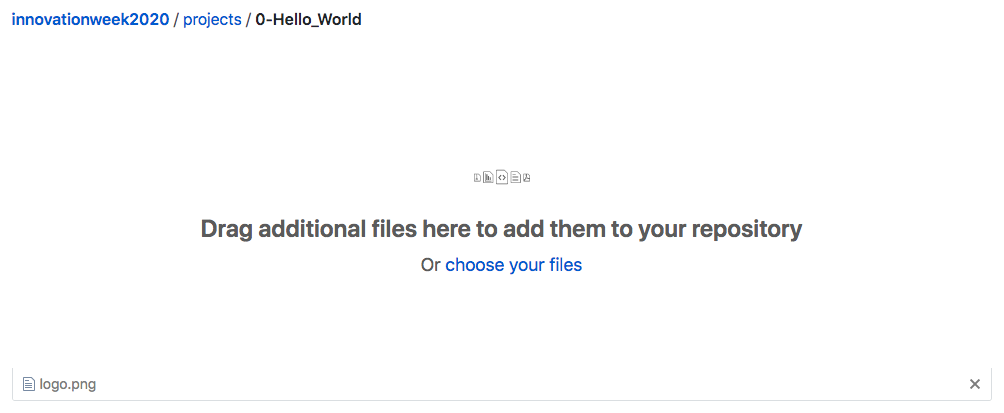 innovationweek2020 / projects / 0-Hello_World
Drag additional files here to add them to your repository
Or choose your files
logo.png